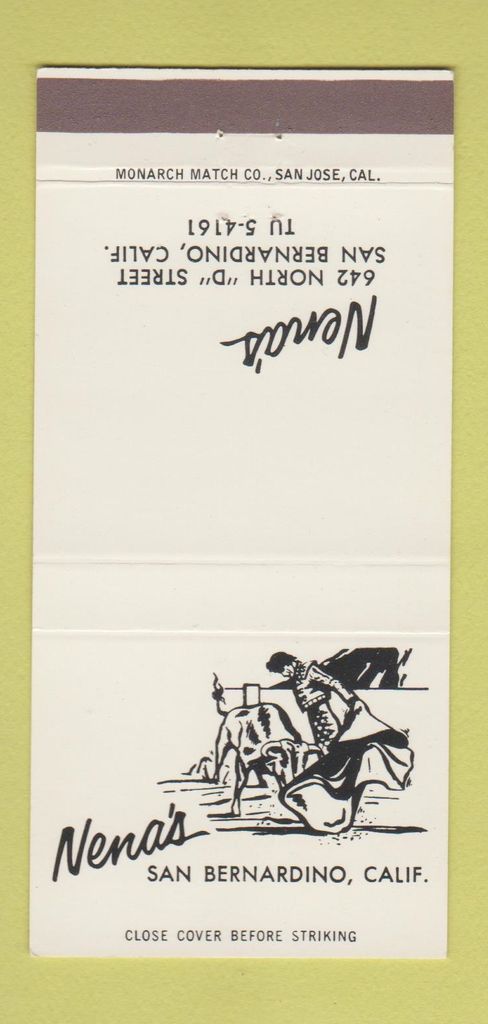 MONARCH MATCH CO., SAN JOSE, CAL.
Nena's
642 NORTH "D" STREET
SAN BERNARDINO, CALIF.
TU 5-4161
Nena's
SAN BERNARDINO, CALIF.
CLOSE COVER BEFORE STRIKING